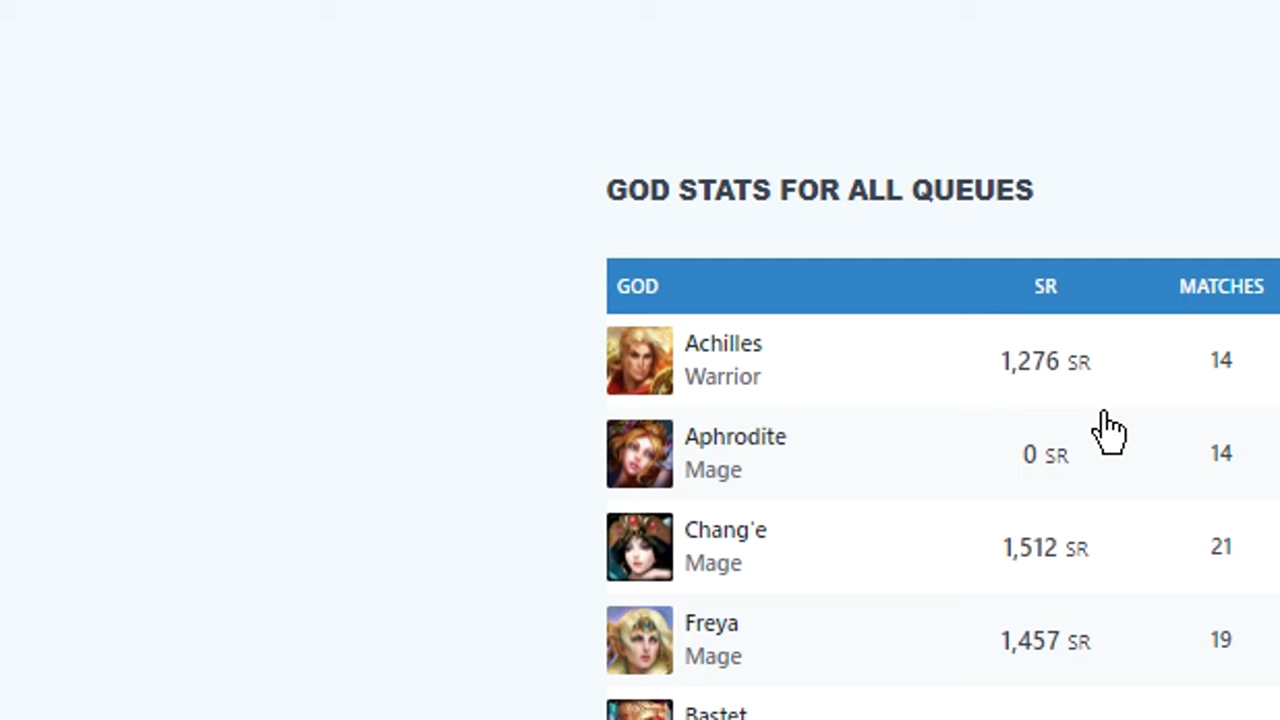 GOD STATS FOR ALL QUEUES
GOD SR MATCHES
Achilles
Warrior
1,276 SR 14
Aphrodite
Mage
0 SR 14
Chang'e
Mage
1,512 SR 21
Freya
Mage
1,457 SR 19
Bastet